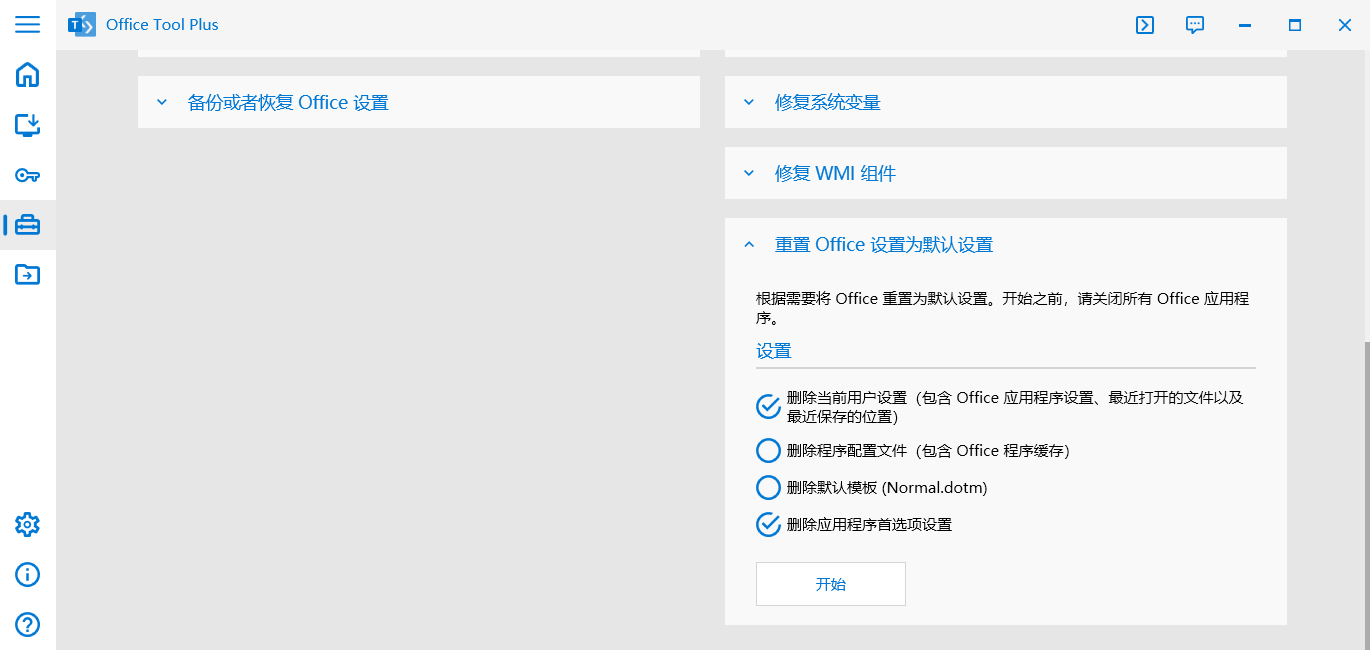 Office Tool Plus
备份或者恢复 Office 设置
修复系统变量
修复 WMI 组件
重置 Office 设置为默认设置
根据需要将 Office 重置为默认设置。开始之前，请关闭所有 Office 应用程
序。
设置
删除当前用户设置（包含 Office 应用程序设置、最近打开的文件以及
最近保存的位置）
删除程序配置文件（包含 Office 程序缓存）
删除默认模板 (Normal.dotm)
删除应用程序首选项设置
开始